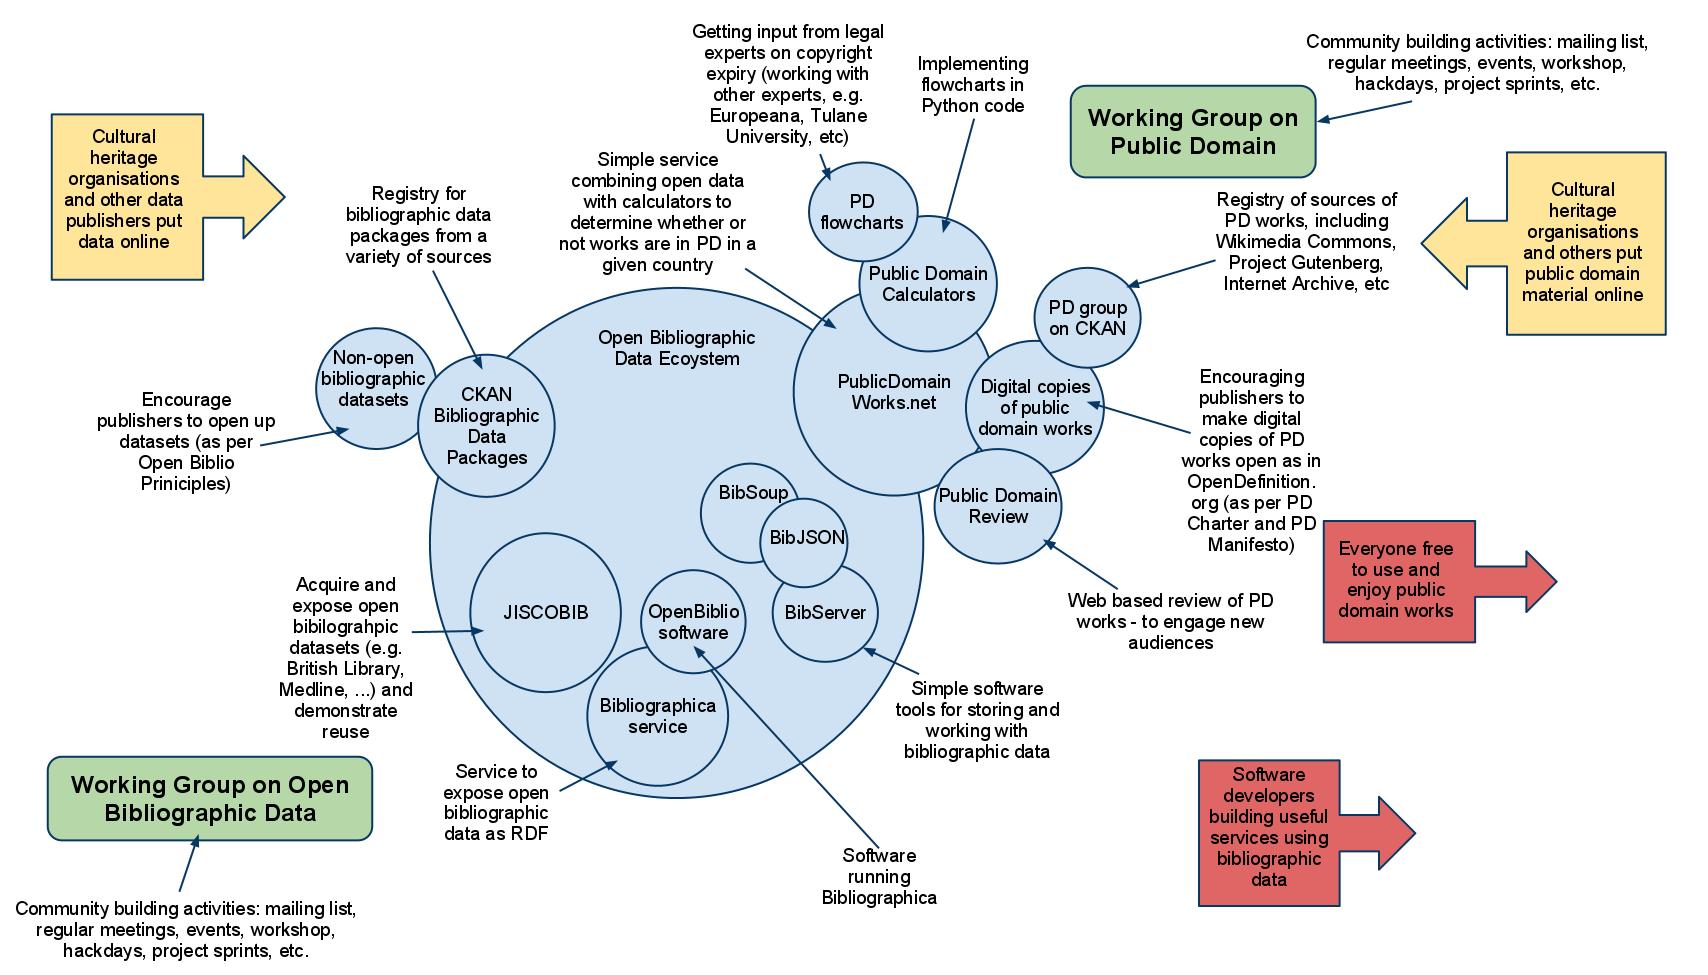 Getting input from legal
experts on copyright
expiry (working with
other experts, e.g.
Europeana, Tulane
University, etc)
Implementing
flowcharts in
Python code
Community building activities: mailing list,
regular meetings, events, workshop,
hackdays, project sprints, etc.
Working Group on
Public Domain
Cultural
heritage
organisations
and other data
publishers put
data online
Registry for
bibliographic data
packages from a
variety of sources
Simple service
combining open data
with calculators to
determine whether or
not works are in PD in a
given country
PD
flowcharts
Public Domain
Calculators
Registry of sources of
PD works, including
Wikimedia Commons,
Project Gutenberg,
Internet Archive, etc
Cultural
heritage
organisations
and others put
public domain
material online
PD group
on CKAN
Open Bibliographic
Data Ecosystem
Non-open
bibliographic
datasets
CKAN
Bibliographic
Data
Packages
PublicDomain
Works.net
Digital copies
of public
domain works
Encourage
publishers to open up
datasets (as per
Open Biblio
Priniciples)
Encouraging
publishers to
make digital
copies of PD
works open as in
OpenDefinition.
org (as per PD
Charter and PD
Manifesto)
BibSoup
BibJSON
BibServer
Public Domain
Review
Everyone free
to use and
enjoy public
domain works
Acquire and
expose open
bibilograhpic
datasets (e.g.
British Library,
Medline, ...) and
demonstrate
reuse
JISCOBIB
OpenBiblio
software
Web based review of PD
works - to engage new
audiences
Bibliographica
service
Simple software
tools for storing and
working with
bibliographic data
Working Group on Open
Bibliographic Data
Service to
expose open
bibliographic
data as RDF
Software
developers
building useful
services using
bibliographic
data
Software
running
Bibliographica
Community building activities: mailing list,
regular meetings, events, workshop,
hackdays, project sprints, etc.